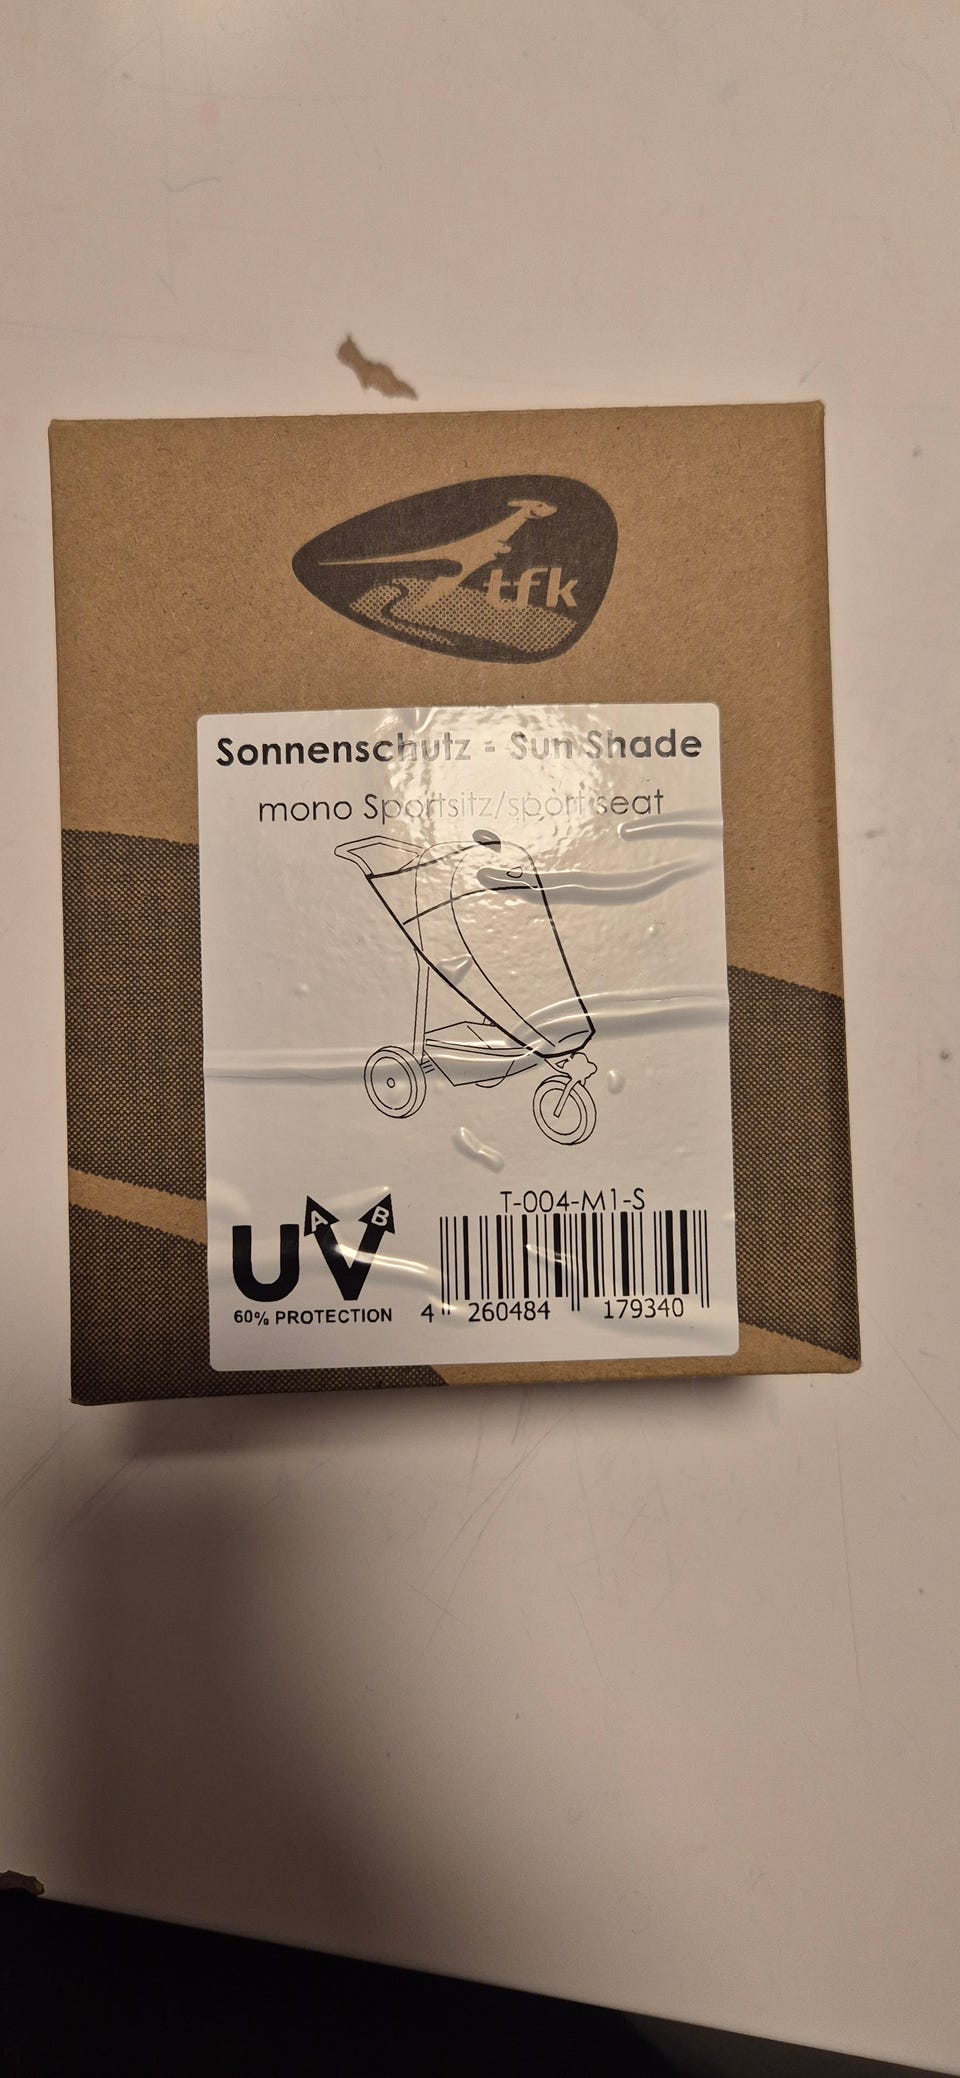 tfk
Sonnenschutz - Sun Shade
mono Sportsitz/sport seat
T-004-M1-S
UV
A B
60% PROTECTION
4 260484 179340